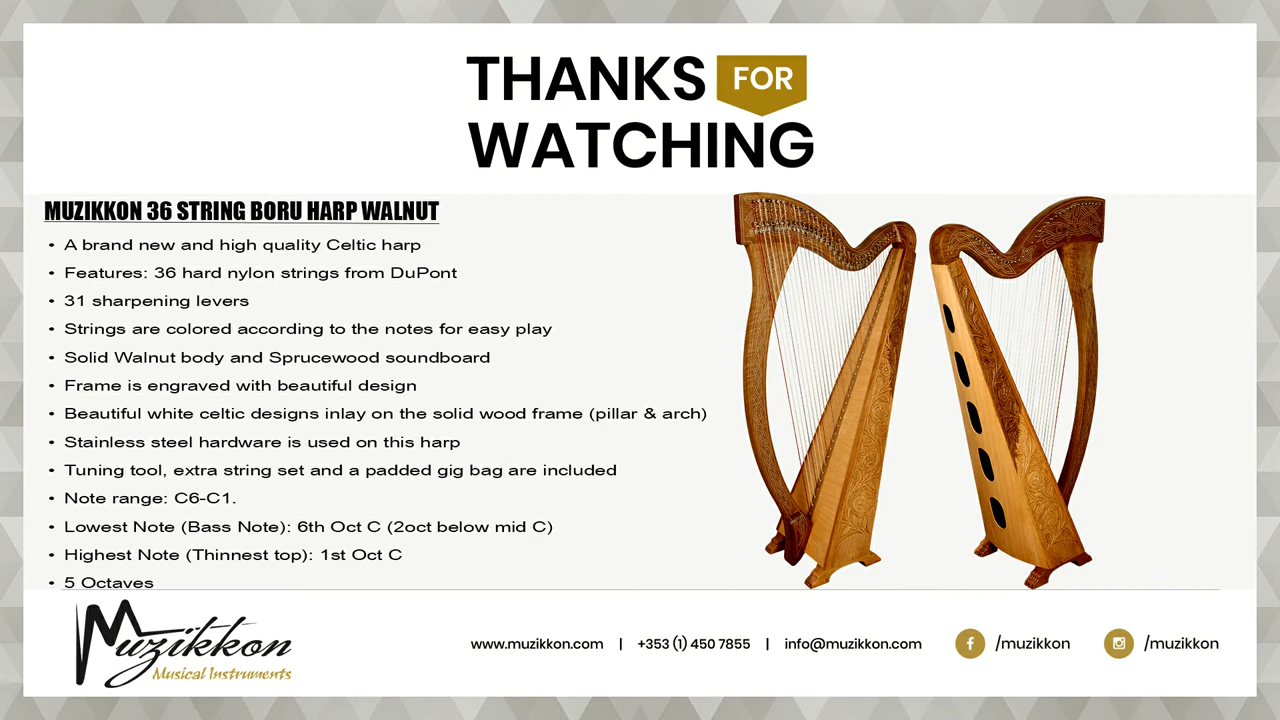 THANKS FOR
WATCHING
MUZIKKON 36 STRING BORU HARP WALNUT
• A brand new and high quality Celtic harp
• Features: 36 hard nylon strings from DuPont
• 31 sharpening levers
• Strings are colored according to the notes for easy play
• Solid Walnut body and Sprucewood soundboard
• Frame is engraved with beautiful design
• Beautiful white celtic designs inlay on the solid wood frame (pillar & arch)
• Stainless steel hardware is used on this harp
• Tuning tool, extra string set and a padded gig bag are included
• Note range: C6-C1.
• Lowest Note (Bass Note): 6th Oct C (2oct below mid C)
• Highest Note (Thinnest top): 1st Oct C
• 5 Octaves
Muzikkon
Musical Instruments
www.muzikkon.com | +353 (1) 450 7855 | info@muzikkon.com /muzikkon /muzikkon